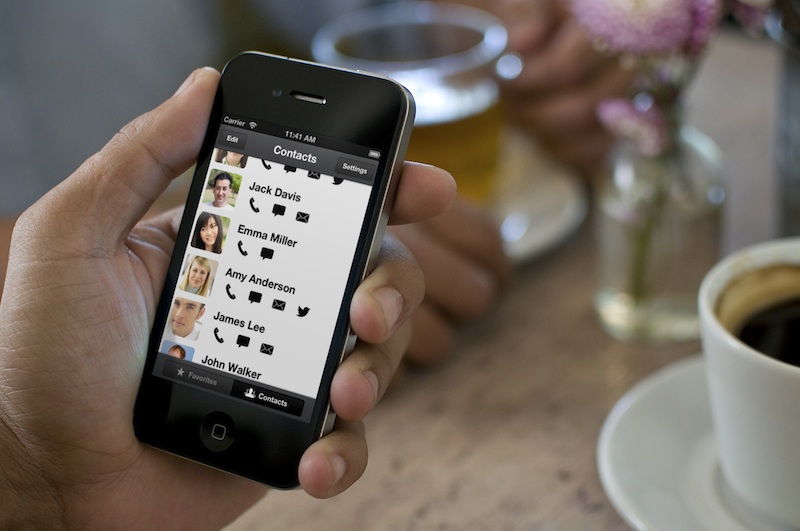 Carrier
11:41 AM
Edit
Contacts
Settings
Jack Davis
Emma Miller
Amy Anderson
James Lee
John Walker
Favorites
Contacts